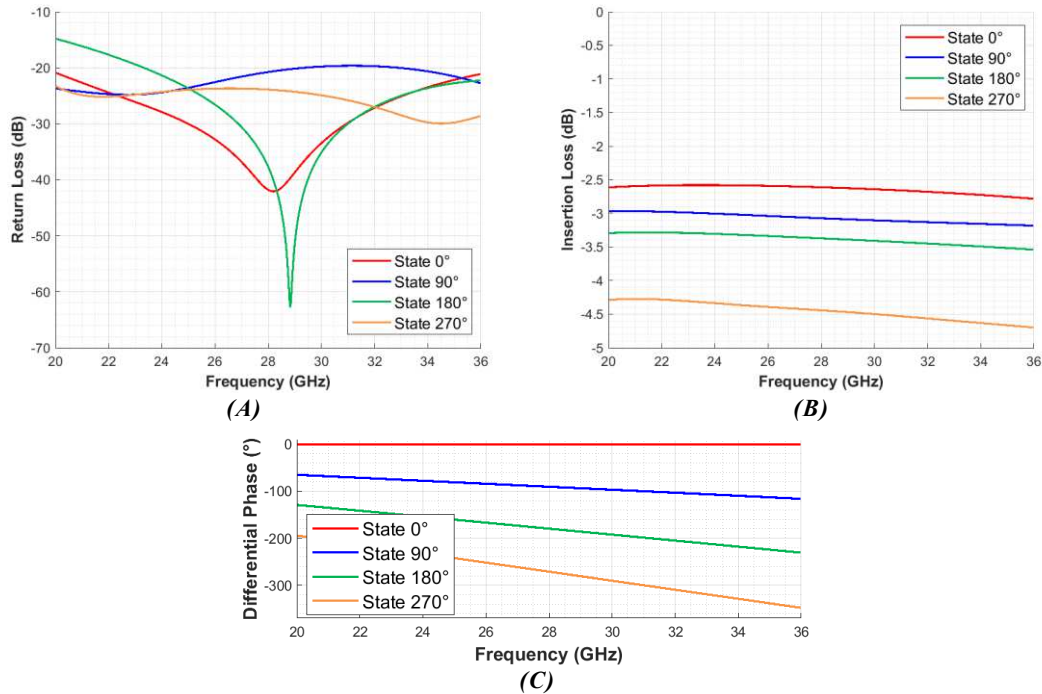 -10
-20
-30
-40
-50
-60
-70
Return Loss (dB)
State 0°
State 90°
State 180°
State 270°
20 22 24 26 28 30 32 34 36
Frequency (GHz)
(A)
0
-0.5
-1
-1.5
-2
-2.5
-3
-3.5
-4
-4.5
-5
Insertion Loss (dB)
State 0°
State 90°
State 180°
State 270°
20 22 24 26 28 30 32 34 36
Frequency (GHz)
(B)
0
-100
-200
-300
Differential Phase (°)
State 0°
State 90°
State 180°
State 270°
20 22 24 26 28 30 32 34 36
Frequency (GHz)
(C)